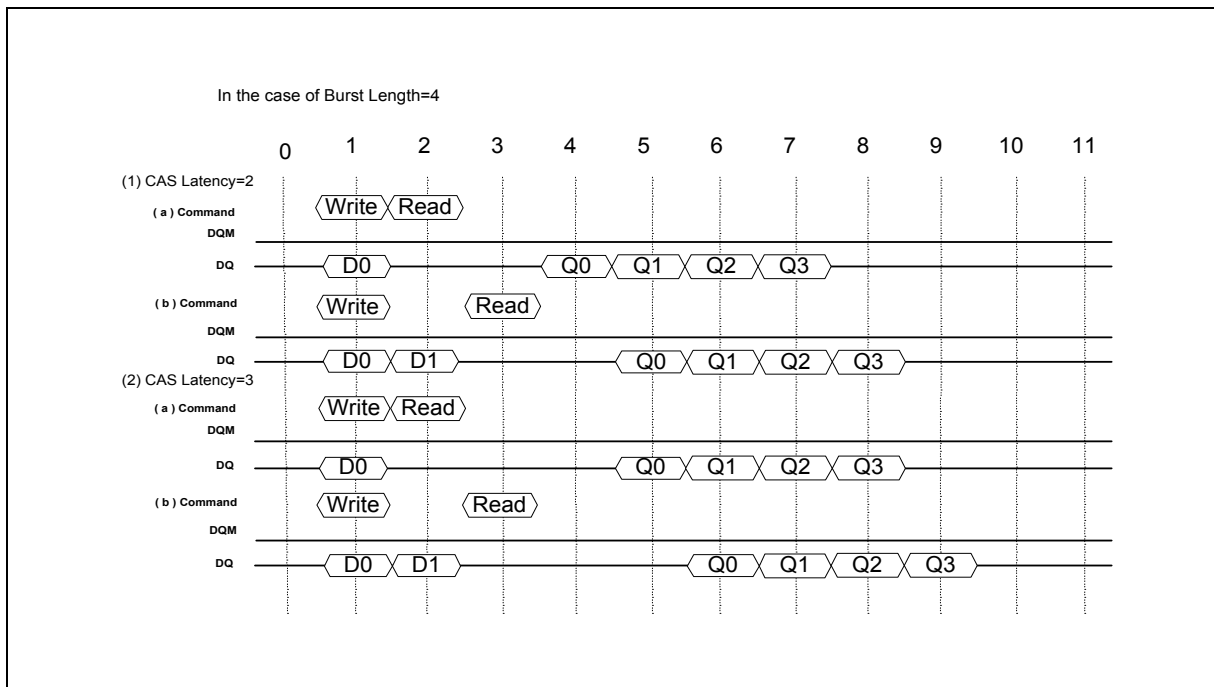 In the case of Burst Length=4
0 1 2 3 4 5 6 7 8 9 10 11
(1) CAS Latency=2
( a ) Command Write Read
DQM
DQ D0 Q0 Q1 Q2 Q3
( b ) Command Write Read
DQM
DQ D0 D1 Q0 Q1 Q2 Q3
(2) CAS Latency=3
( a ) Command Write Read
DQM
DQ D0 Q0 Q1 Q2 Q3
( b ) Command Write Read
DQM
DQ D0 D1 Q0 Q1 Q2 Q3